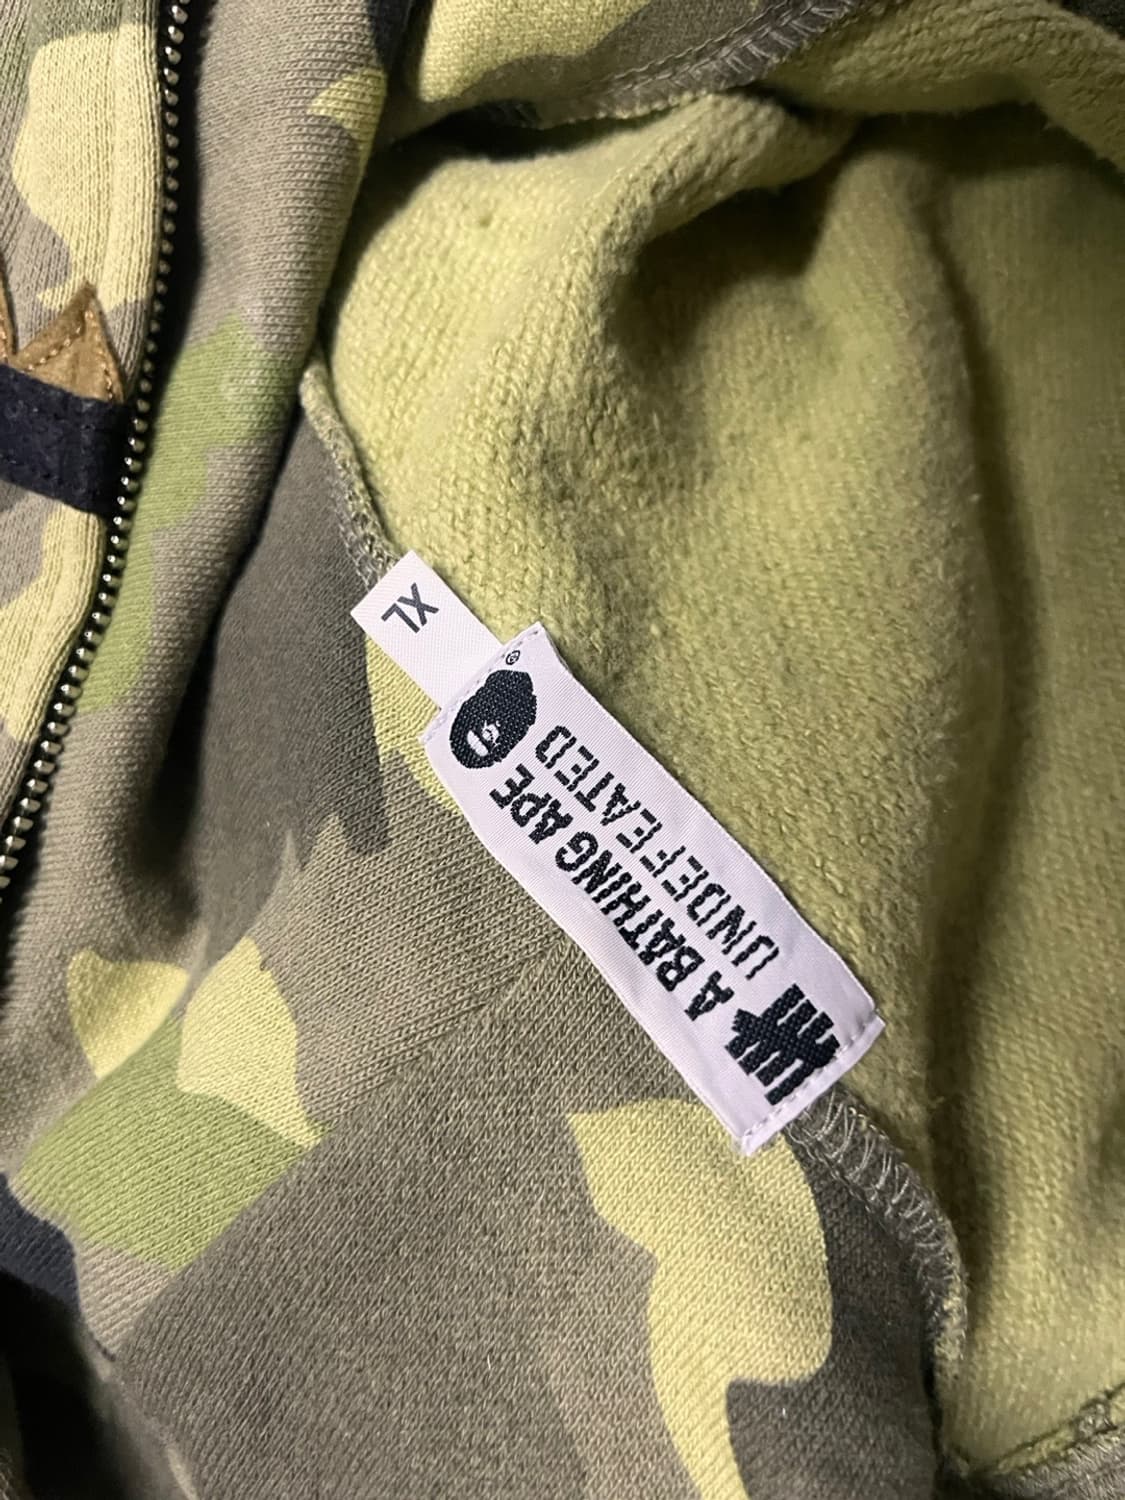 XL
®
A BATHING APE
UNDEFEATED